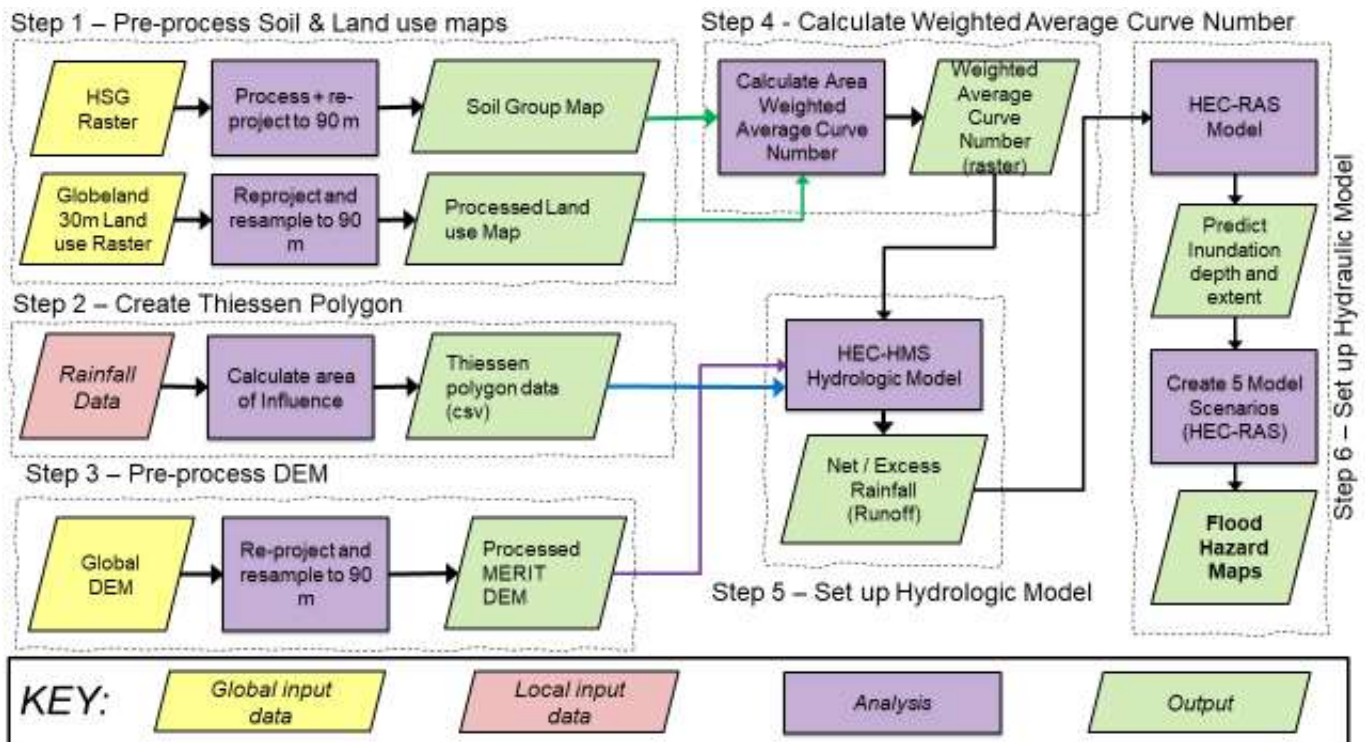 Step 1 – Pre-process Soil & Land use maps
HSG
Raster
Process + re-
project to 90 m
Soil Group Map
Globeland
30m Land
use Raster
Reproject and
resample to 90
m
Processed Land
use Map
Step 2 – Create Thiessen Polygon
Rainfall
Data
Calculate area
of Influence
Thiessen
polygon data
(csv)
Step 3 – Pre-process DEM
Global
DEM
Re-project and
resample to 90
m
Processed
MERIT
DEM
Step 4 - Calculate Weighted Average Curve Number
Calculate Area
Weighted
Average Curve
Number
Weighted
Average
Curve
Number
(raster)
HEC-HMS
Hydrologic Model
Net / Excess
Rainfall
(Runoff)
Step 5 – Set up Hydrologic Model
HEC-RAS
Model
Predict
Inundation
depth and
extent
Create 5 Model
Scenarios
(HEC-RAS)
Flood
Hazard
Maps
Step 6 – Set up Hydraulic Model
KEY:
Global input
data
Local input
data
Analysis
Output